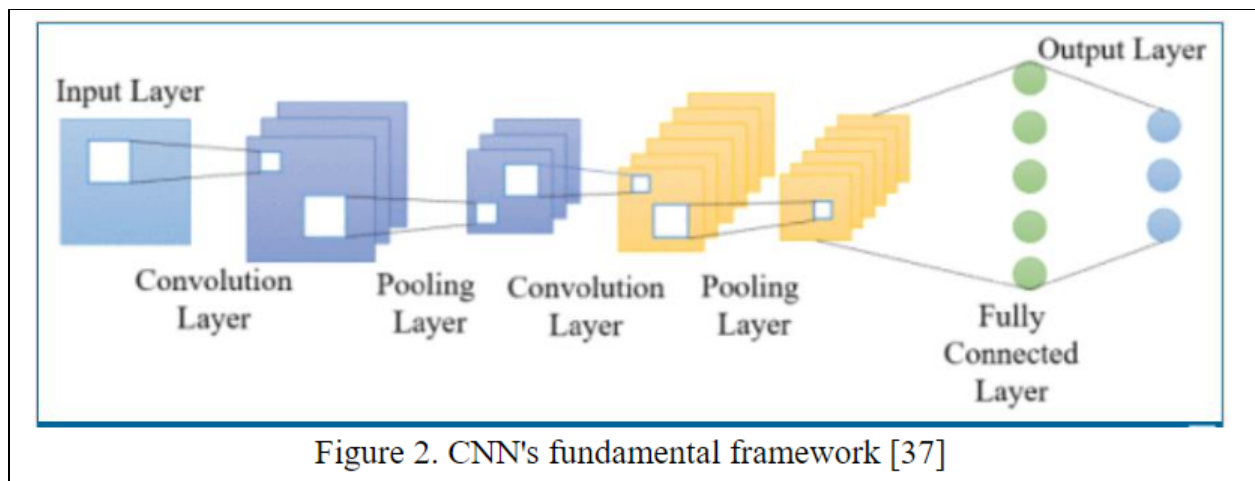 Input Layer
Output Layer
Convolution
Layer
Pooling
Layer
Convolution
Layer
Pooling
Layer
Fully
Connected
Layer
Figure 2. CNN's fundamental framework [37]